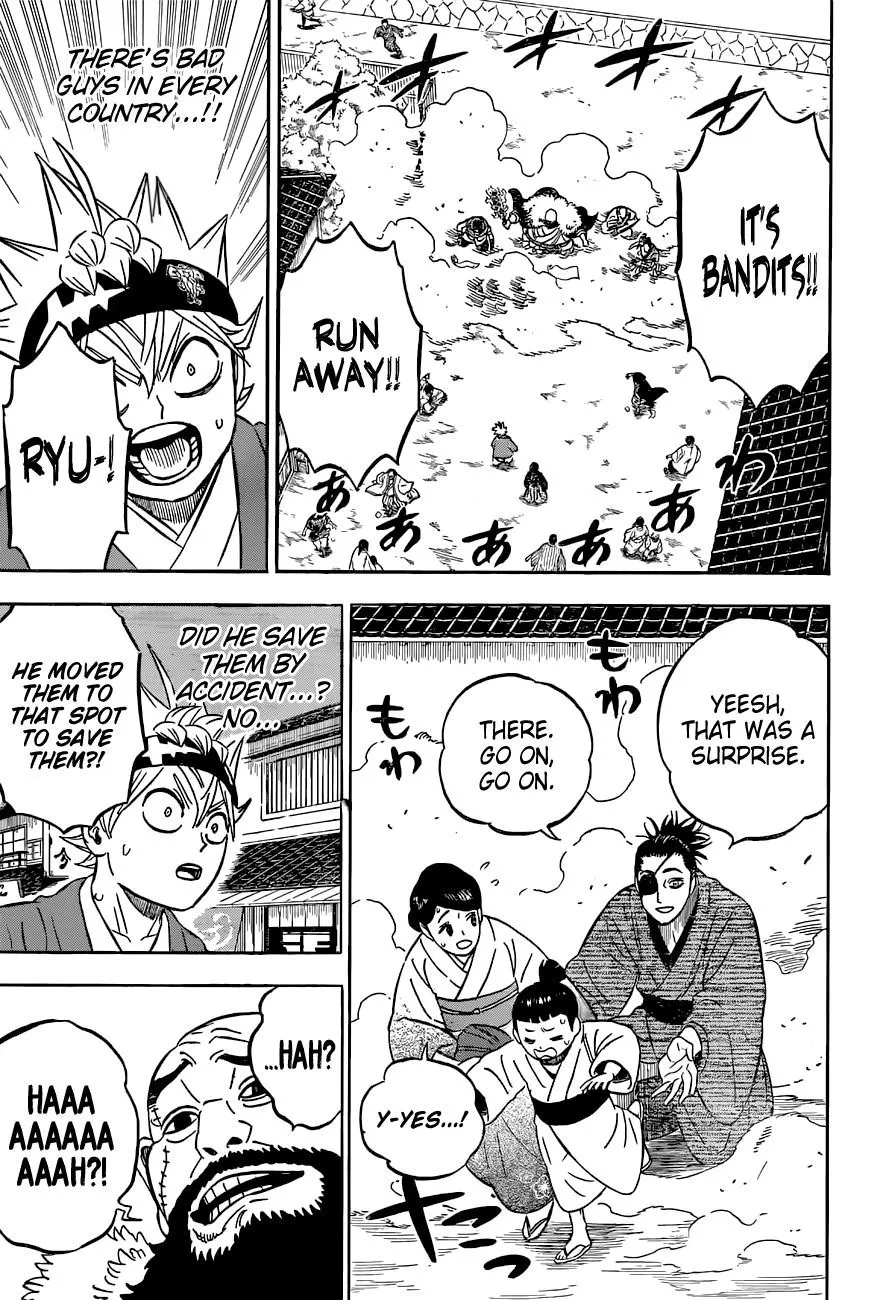 IT'S
BANDITS!!
RUN
AWAY!!
わ
あ
あ
あ
あ
あ
あ
THERE'S BAD
GUYS IN EVERY
COUNTRY...!!
RYU-!
YEESH,
THAT WAS A
SURPRISE.
THERE.
GO ON,
GO ON.
もわ
もわ
Y-YES...!
DID HE SAVE
THEM BY
ACCIDENT...?
NO...
HE MOVED
THEM TO
THAT SPOT
TO SAVE
THEM?!
...HAH?
HAAA
AAAAAA
AAAH?!